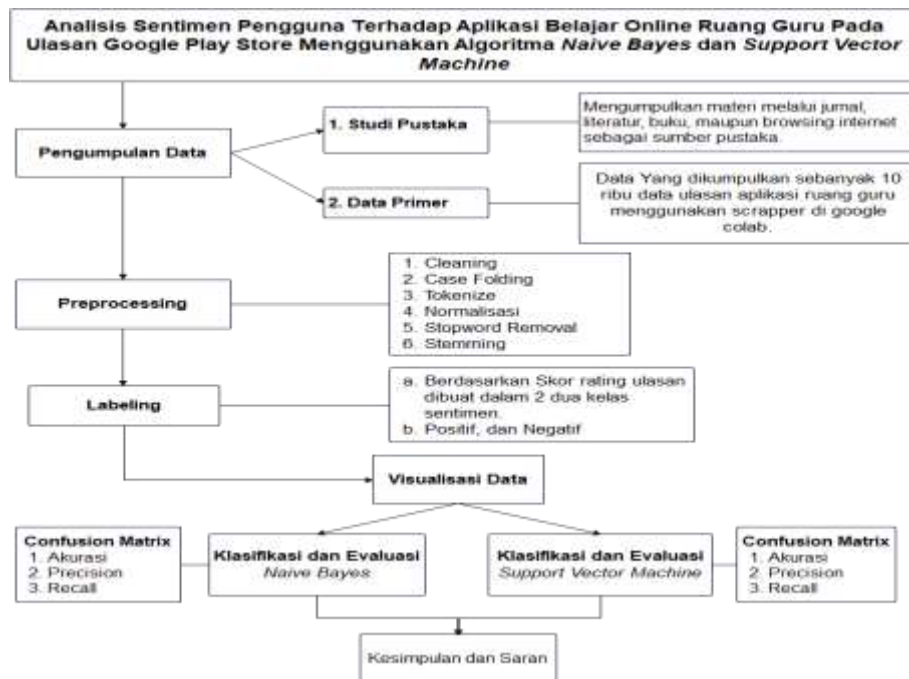 Analisis Sentimen Pengguna Terhadap Aplikasi Belajar Online Ruang Guru Pada
Ulasan Google Play Store Menggunakan Algoritma Naive Bayes dan Support Vector
Machine
Pengumpulan Data
1. Studi Pustaka
Mengumpulkan materi melalui jurnal,
literatur, buku, maupun browsing internet
sebagai sumber pustaka.
2. Data Primer
Data Yang dikumpulkan sebanyak 10
ribu data ulasan aplikasi ruang guru
menggunakan scrapper di google
colab.
Preprocessing
1. Cleaning
2. Case Folding
3. Tokenize
4. Normalisasi
5. Stopword Removal
6. Stemming
Labeling
a. Berdasarkan Skor rating ulasan
dibuat dalam 2 dua kelas
sentimen.
b. Positif, dan Negatif
Visualisasi Data
Confusion Matrix
1. Akurasi
2. Precision
3. Recall
Klasifikasi dan Evaluasi
Naive Bayes
Klasifikasi dan Evaluasi
Support Vector Machine
Confusion Matrix
1. Akurasi
2. Precision
3. Recall
Kesimpulan dan Saran